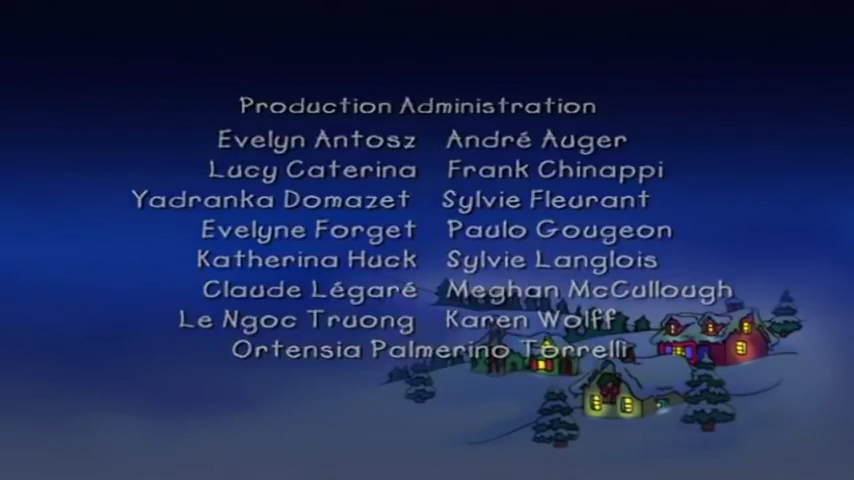 Production Administration
Evelyn Antosz André Auger
Lucy Caterina Frank Chinappi
Yadranka Domazet Sylvie Fleurant
Evelyne Forget Paulo Gougeon
Katherina Huck Sylvie Langlois
Claude Légaré Meghan McCullough
Le Ngoc Truong Karen Wolff
Ortensia Palmerino Torrelli